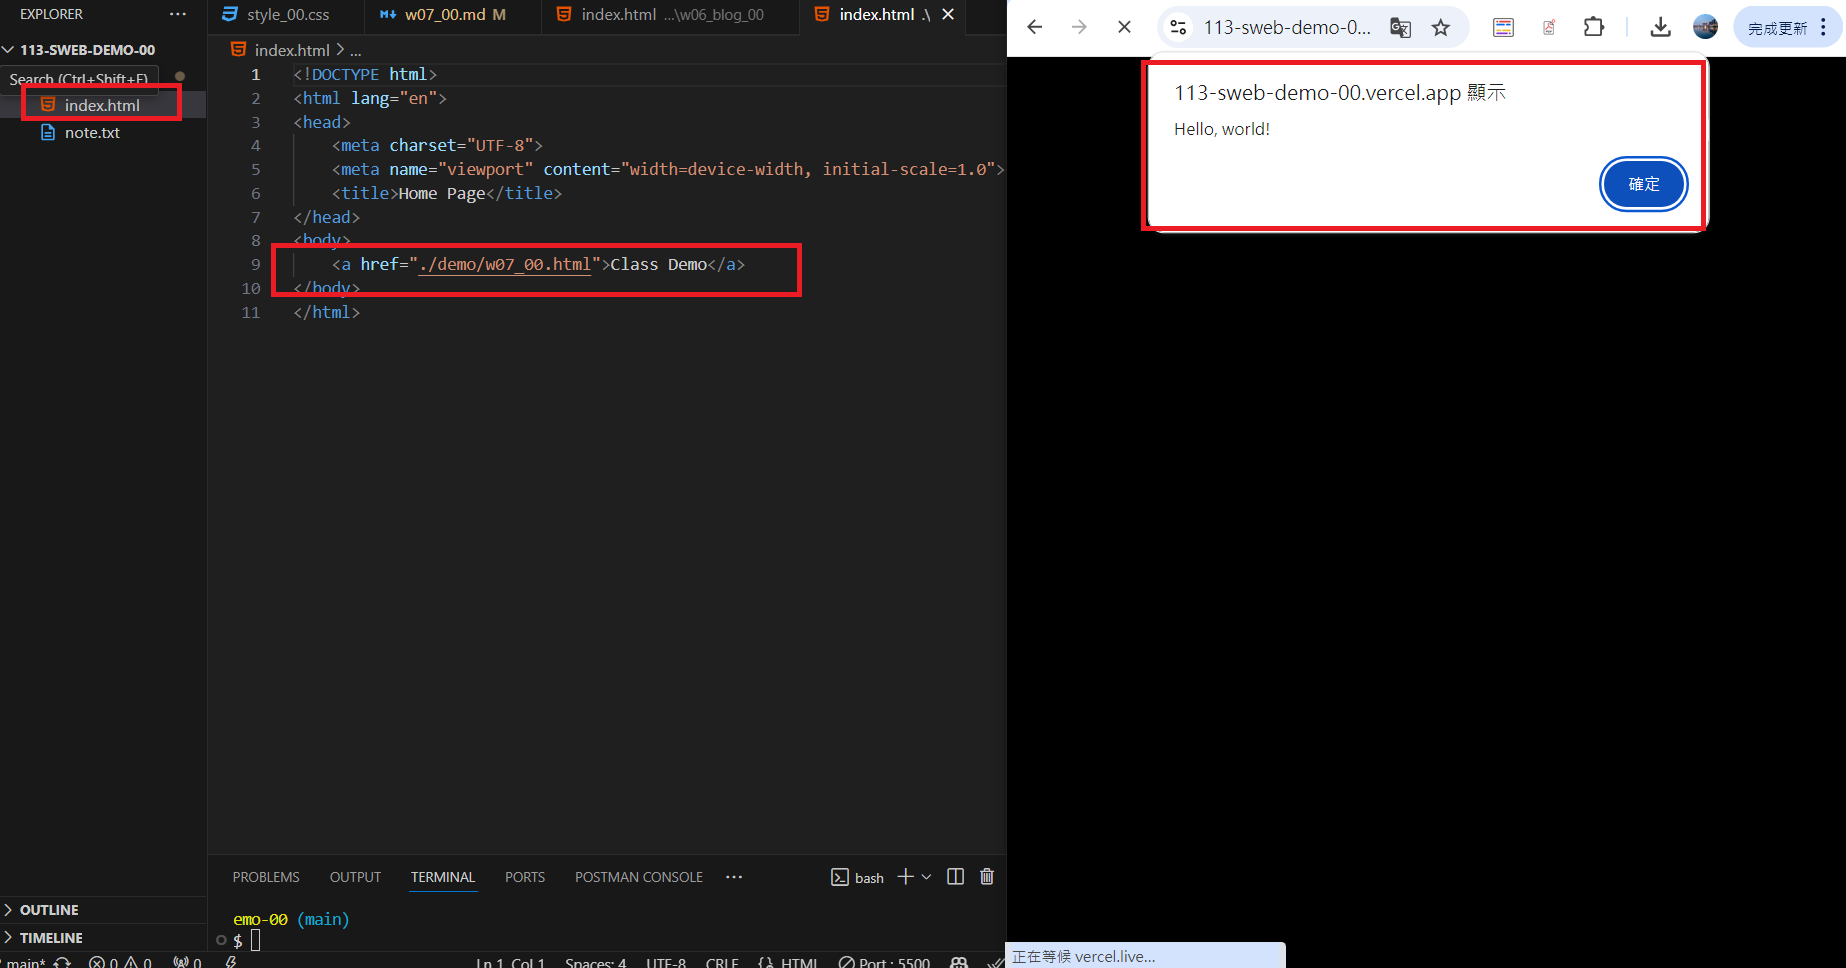 EXPLORER ...
113-SWEB-DEMO-00
Search (Ctrl+Shift+F)
index.html
note.txt
OUTLINE
TIMELINE
style_00.css
w07_00.md M
index.html ...\w06_blog_00
index.html .\
index.html > ...
1 <!DOCTYPE html>
2 <html lang="en">
3 <head>
4 <meta charset="UTF-8">
5 <meta name="viewport" content="width=device-width, initial-scale=1.0">
6 <title>Home Page</title>
7 </head>
8 <body>
9 <a href="./demo/w07_00.html">Class Demo</a>
10 </body>
11 </html>
PROBLEMS OUTPUT TERMINAL PORTS POSTMAN CONSOLE ... bash
emo-00 (main)
$
main* 0 0 0 Ln 1, Col 1 Spaces: 4 UTF-8 CRLF {} HTML Port : 5500
113-sweb-demo-0... 完成更新
113-sweb-demo-00.vercel.app 顯示
Hello, world!
確定
正在等候 vercel.live...